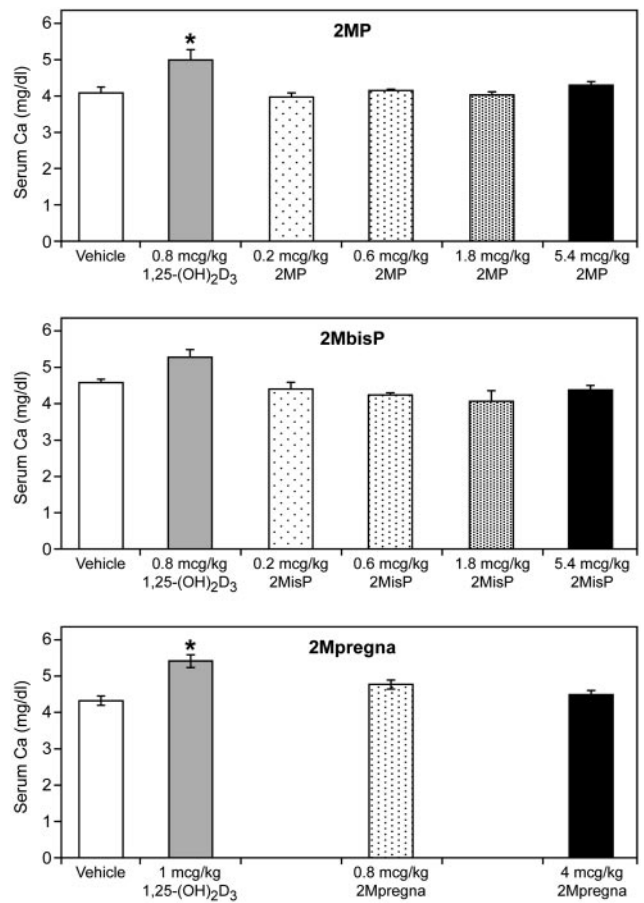 2MP
*
Serum Ca (mg/dl)
6
5
4
3
2
1
0
Vehicle 0.8 mcg/kg 0.2 mcg/kg 0.6 mcg/kg 1.8 mcg/kg 5.4 mcg/kg
1,25-(OH)2D3 2MP 2MP 2MP 2MP
2MbisP
Serum Ca (mg/dl)
6
5
4
3
2
1
0
Vehicle 0.8 mcg/kg 0.2 mcg/kg 0.6 mcg/kg 1.8 mcg/kg 5.4 mcg/kg
1,25-(OH)2D3 2MisP 2MisP 2MisP 2MisP
2Mpregna
*
Serum Ca (mg/dl)
6
5
4
3
2
1
0
Vehicle 1 mcg/kg 0.8 mcg/kg 4 mcg/kg
1,25-(OH)2D3 2Mpregna 2Mpregna